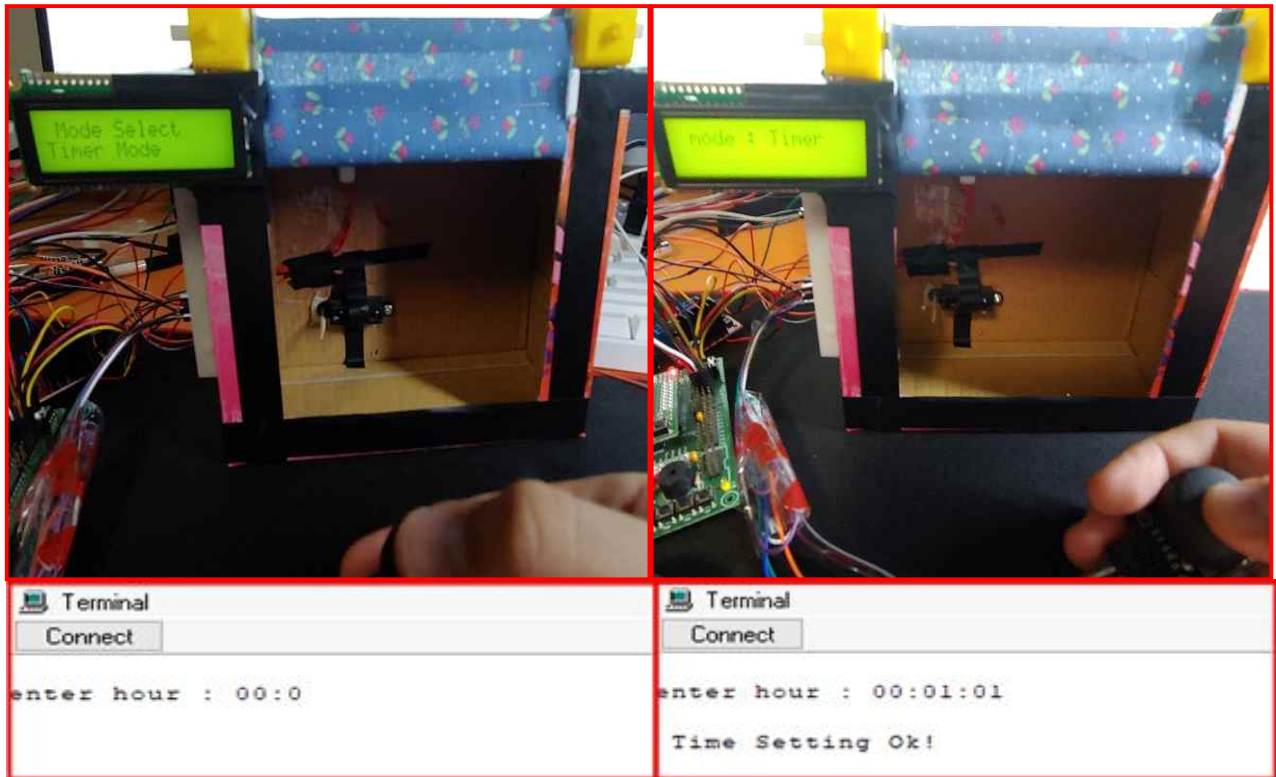 Mode Select
Timer Mode
mode : Timer
Terminal
Connect
enter hour : 00:0
Terminal
Connect
enter hour : 00:01:01
Time Setting Ok!